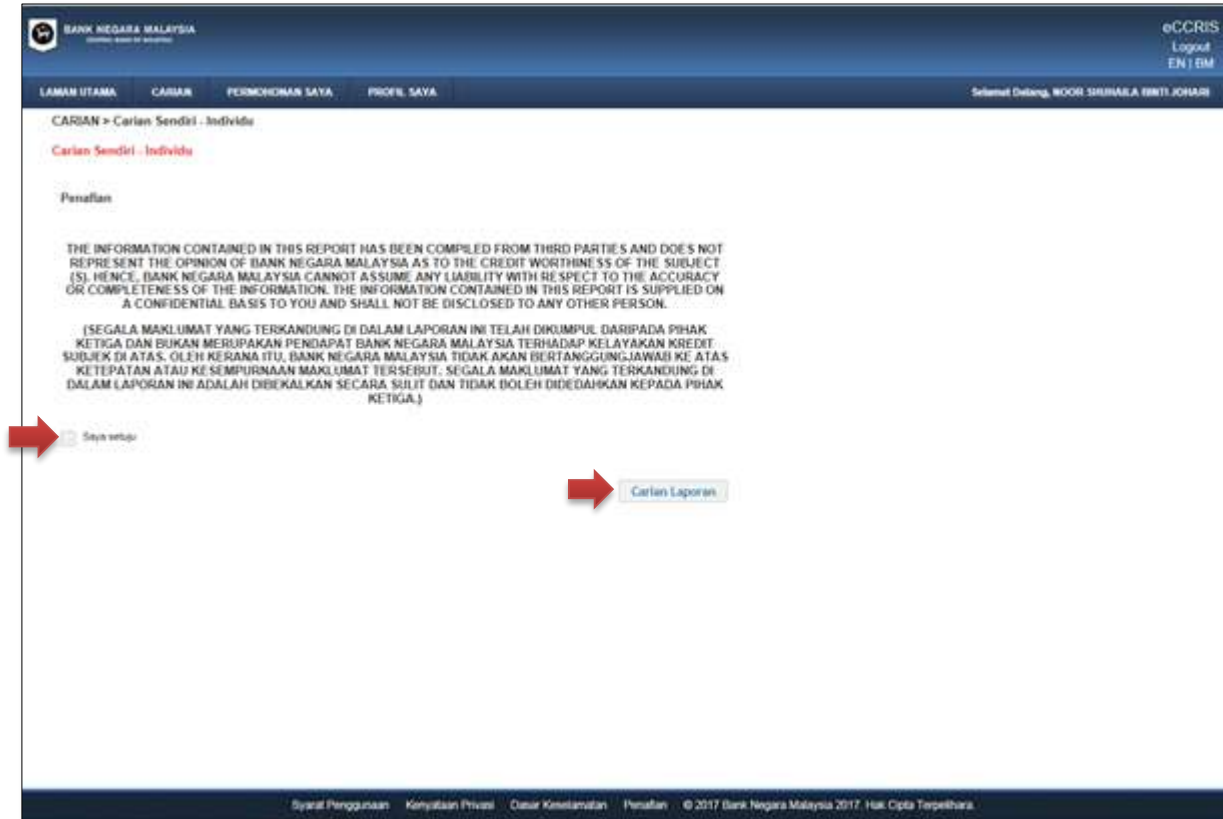 BANK NEGARA MALAYSIA
CENTRAL BANK OF MALAYSIA
eCCRIS
Logout
EN | BM
LAMAN UTAMA CARIAN PERMOHONAN SAYA PROFIL SAYA Selamat Datang, NOOR SHUHAILA BINTI JOHARI
CARIAN > Carian Sendiri - Individu
Carian Sendiri - Individu
Penafian
THE INFORMATION CONTAINED IN THIS REPORT HAS BEEN COMPILED FROM THIRD PARTIES AND DOES NOT
REPRESENT THE OPINION OF BANK NEGARA MALAYSIA AS TO THE CREDIT WORTHINESS OF THE SUBJECT
(S). HENCE, BANK NEGARA MALAYSIA CANNOT ASSUME ANY LIABILITY WITH RESPECT TO THE ACCURACY
OR COMPLETENESS OF THE INFORMATION. THE INFORMATION CONTAINED IN THIS REPORT IS SUPPLIED ON
A CONFIDENTIAL BASIS TO YOU AND SHALL NOT BE DISCLOSED TO ANY OTHER PERSON.
(SEGALA MAKLUMAT YANG TERKANDUNG DI DALAM LAPORAN INI TELAH DIKUMPUL DARIPADA PIHAK
KETIGA DAN BUKAN MERUPAKAN PENDAPAT BANK NEGARA MALAYSIA TERHADAP KELAYAKAN KREDIT
SUBJEK DI ATAS. OLEH KERANA ITU, BANK NEGARA MALAYSIA TIDAK AKAN BERTANGGUNGJAWAB KE ATAS
KETEPATAN ATAU KESEMPURNAAN MAKLUMAT TERSEBUT. SEGALA MAKLUMAT YANG TERKANDUNG DI
DALAM LAPORAN INI ADALAH DIBEKALKAN SECARA SULIT DAN TIDAK BOLEH DIDEDAHKAN KEPADA PIHAK
KETIGA.)
Saya setuju
Carian Laporan
Syarat Penggunaan Kenyataan Privasi Dasar Keselamatan Penafian © 2017 Bank Negara Malaysia 2017. Hak Cipta Terpelihara.